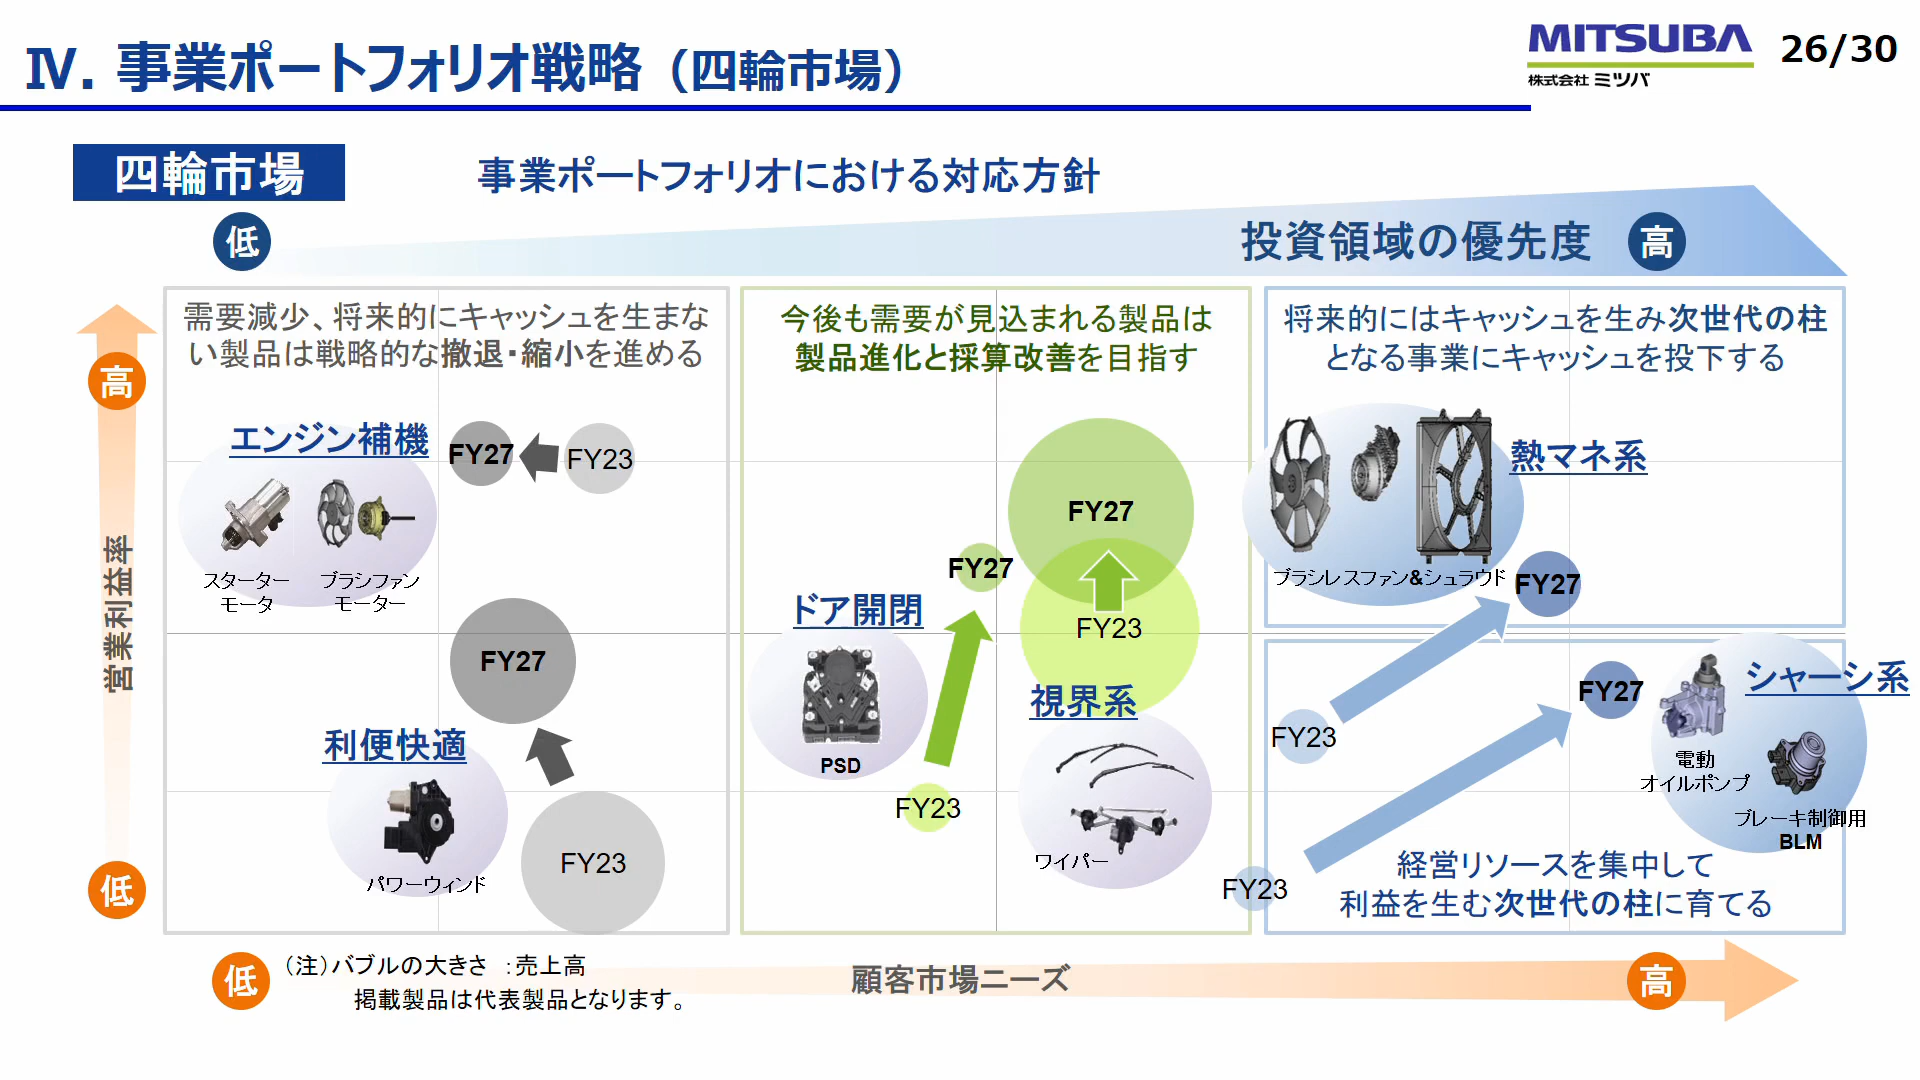 Ⅳ. 事業ポートフォリオ戦略（四輪市場）
MITSUBA
株式会社 ミツバ
26/30
四輪市場
事業ポートフォリオにおける対応方針
低
投資領域の優先度
高
需要減少、将来的にキャッシュを生まな
い製品は戦略的な撤退・縮小を進める
今後も需要が見込まれる製品は
製品進化と採算改善を目指す
将来的にはキャッシュを生み次世代の柱
となる事業にキャッシュを投下する
高
営業利益率
低
エンジン補機
スターター
モータ
ブラシファン
モーター
FY27
FY23
FY27
利便快適
パワーウィンド
FY23
ドア開閉
PSD
FY27
FY23
FY27
FY23
視界系
ワイパー
熱マネ系
ブラシレスファン&シュラウド
FY27
FY23
FY27
シャーシ系
電動
オイルポンプ
ブレーキ制御用
BLM
FY23
経営リソースを集中して
利益を生む次世代の柱に育てる
低
（注）バブルの大きさ ：売上高
掲載製品は代表製品となります。
顧客市場ニーズ
高